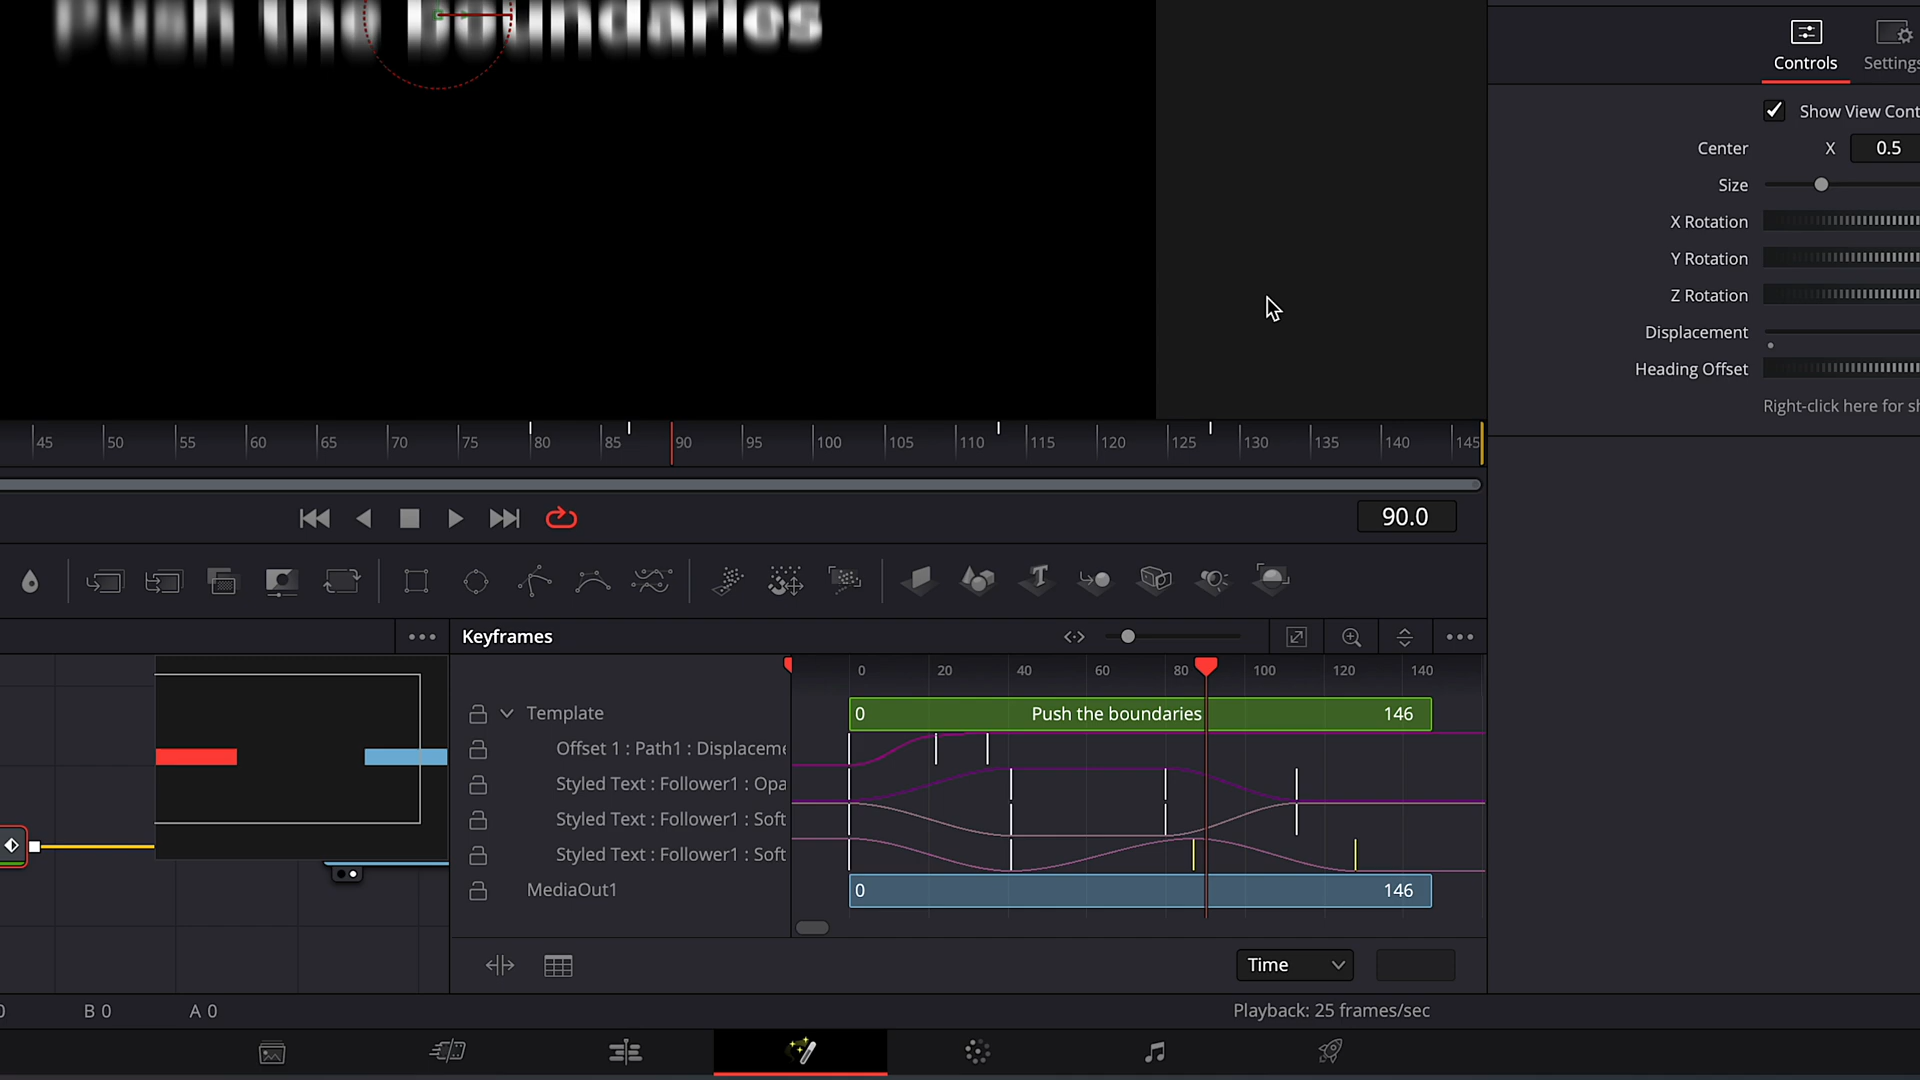 Push the boundaries
Controls
Settings
Show View Cont
Center X 0.5
Size
X Rotation
Y Rotation
Z Rotation
Displacement
Heading Offset
Right-click here for sh
45 50 55 60 65 70 75 80 85 90 95 100 105 110 115 120 125 130 135 140 145
90.0
Keyframes
0 20 40 60 80 100 120 140
Template
0 Push the boundaries 146
Offset 1 : Path1 : Displaceme
Styled Text : Follower1 : Opa
Styled Text : Follower1 : Soft
Styled Text : Follower1 : Soft
MediaOut1
0 146
Time
0 B 0 A 0
Playback: 25 frames/sec